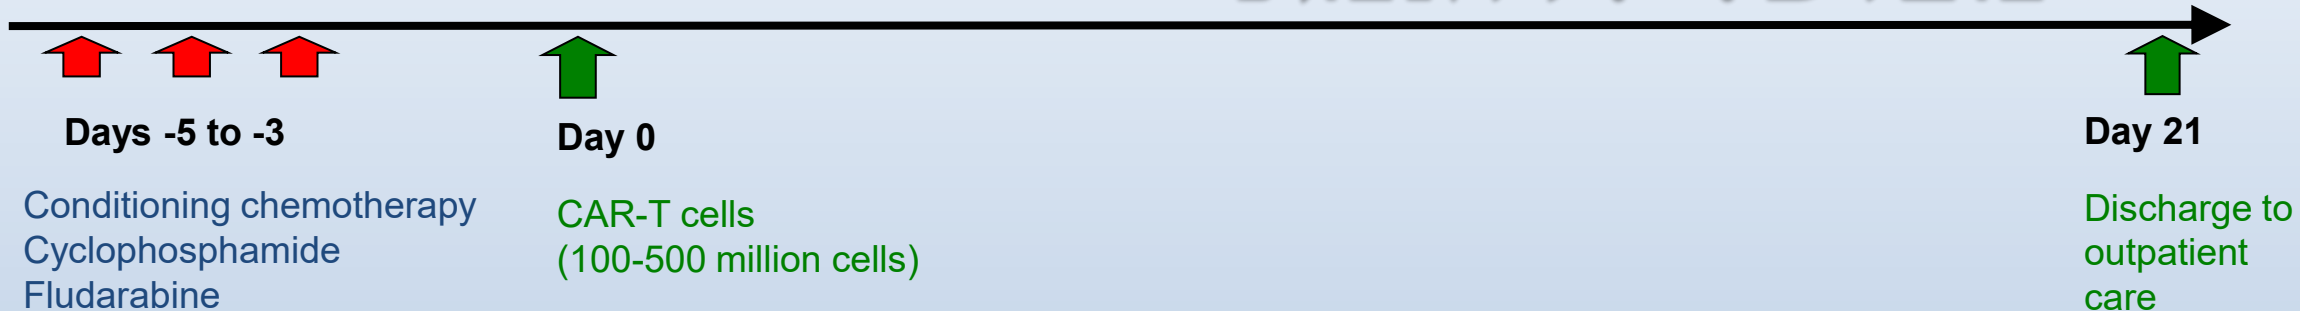 Days -5 to -3
Day 0
Day 21
Conditioning chemotherapy
Cyclophosphamide
Fludarabine
CAR-T cells
(100-500 million cells)
Discharge to
outpatient
care